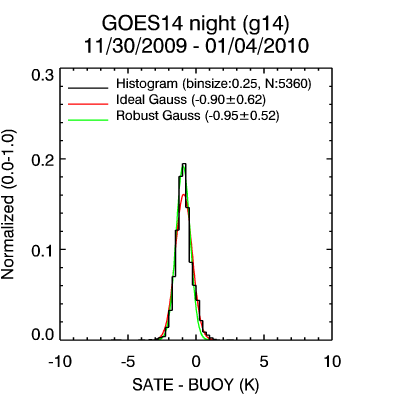 GOES14 night (g14)
11/30/2009 - 01/04/2010
Histogram (binsize:0.25, N:5360)
Ideal Gauss (-0.90±0.62)
Robust Gauss (-0.95±0.52)
Normalized (0.0-1.0)
0.3
0.2
0.1
0.0
-10 -5 0 5 10
SATE - BUOY (K)